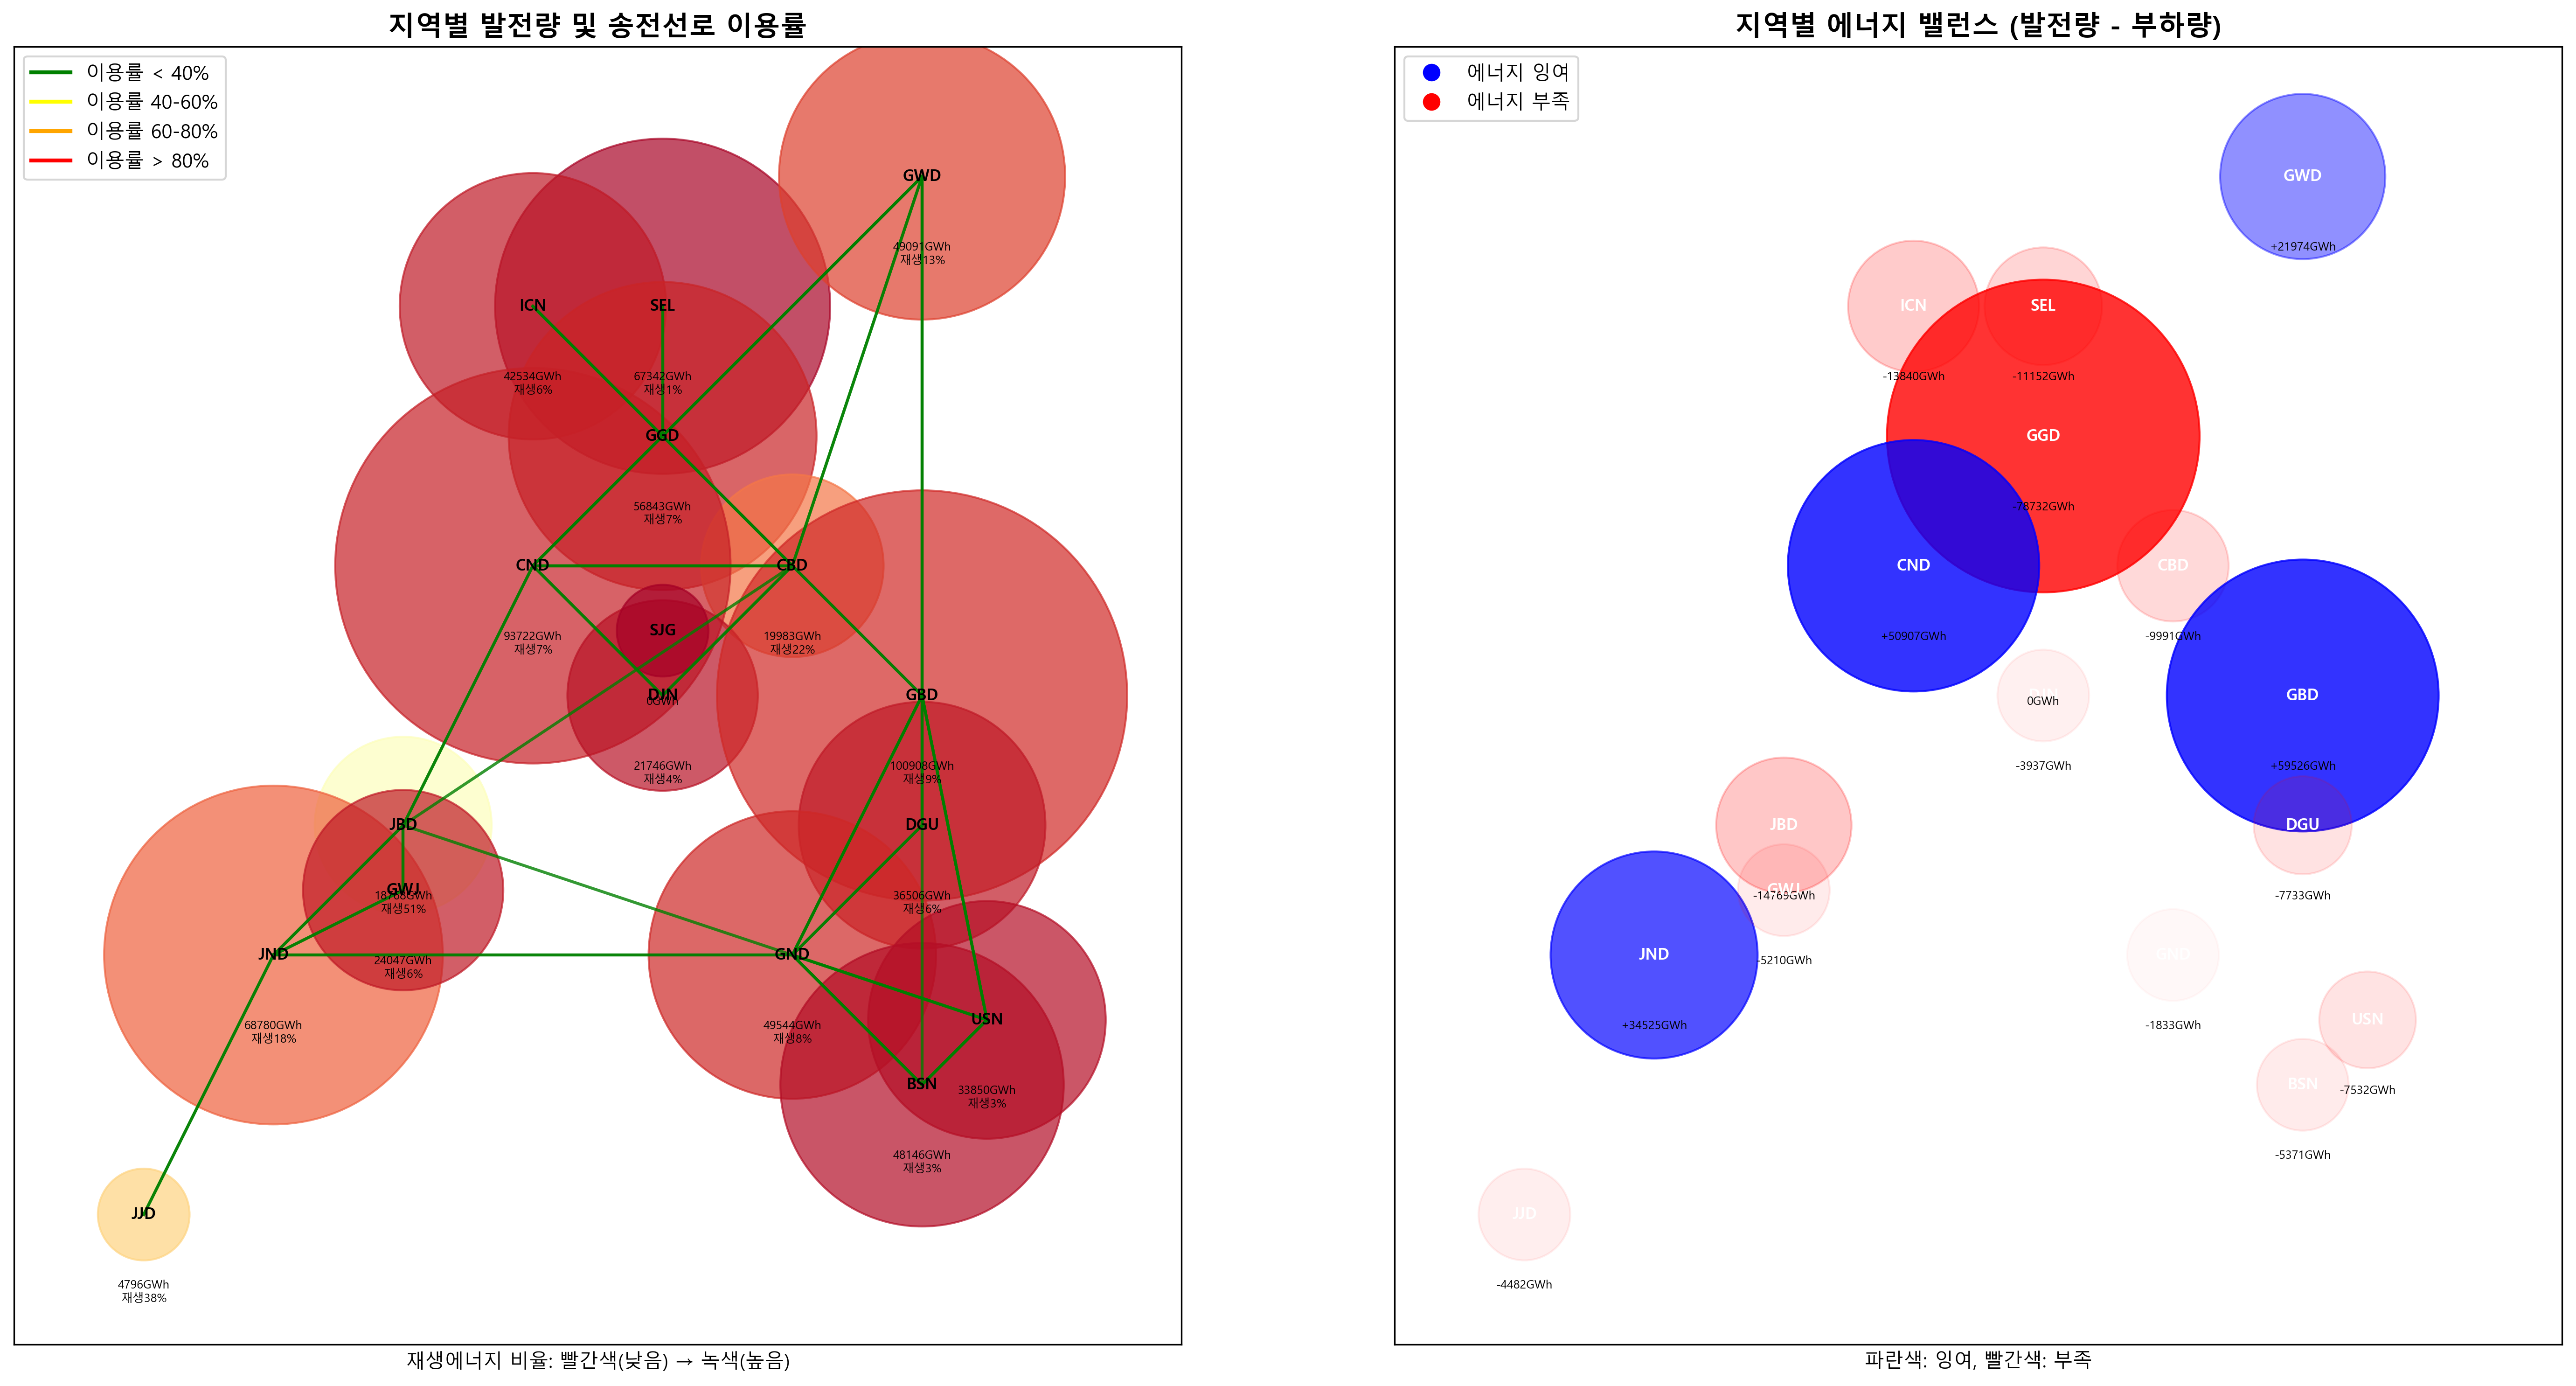 지역별 발전량 및 송전선로 이용률
이용률 < 40%
이용률 40-60%
이용률 60-80%
이용률 > 80%
GWD
49091GWh
재생13%
ICN
SEL
42534GWh
재생6%
67342GWh
재생1%
GGD
56843GWh
재생7%
CND
CBD
93722GWh
재생7%
SJG
19983GWh
재생22%
DJN
0GWh
GBD
21746GWh
재생4%
100908GWh
재생9%
JBD
DGU
GWJ
재생51%
36506GWh
재생6%
JND
24047GWh
재생6%
GND
68780GWh
재생18%
49544GWh
재생8%
USN
BSN
33850GWh
재생3%
48146GWh
재생3%
JJD
4796GWh
재생38%
재생에너지 비율: 빨간색(낮음) → 녹색(높음)
지역별 에너지 밸런스 (발전량 - 부하량)
에너지 잉여
에너지 부족
GWD
+21974GWh
ICN
SEL
-13840GWh
-11152GWh
GGD
-78732GWh
CND
CBD
+50907GWh
-9991GWh
GBD
0GWh
-3937GWh
+59526GWh
JBD
DGU
GWJ
-14769GWh
-7733GWh
JND
-5210GWh
GND
+34525GWh
-1833GWh
USN
BSN
-7532GWh
-5371GWh
JJD
-4482GWh
파란색: 잉여, 빨간색: 부족